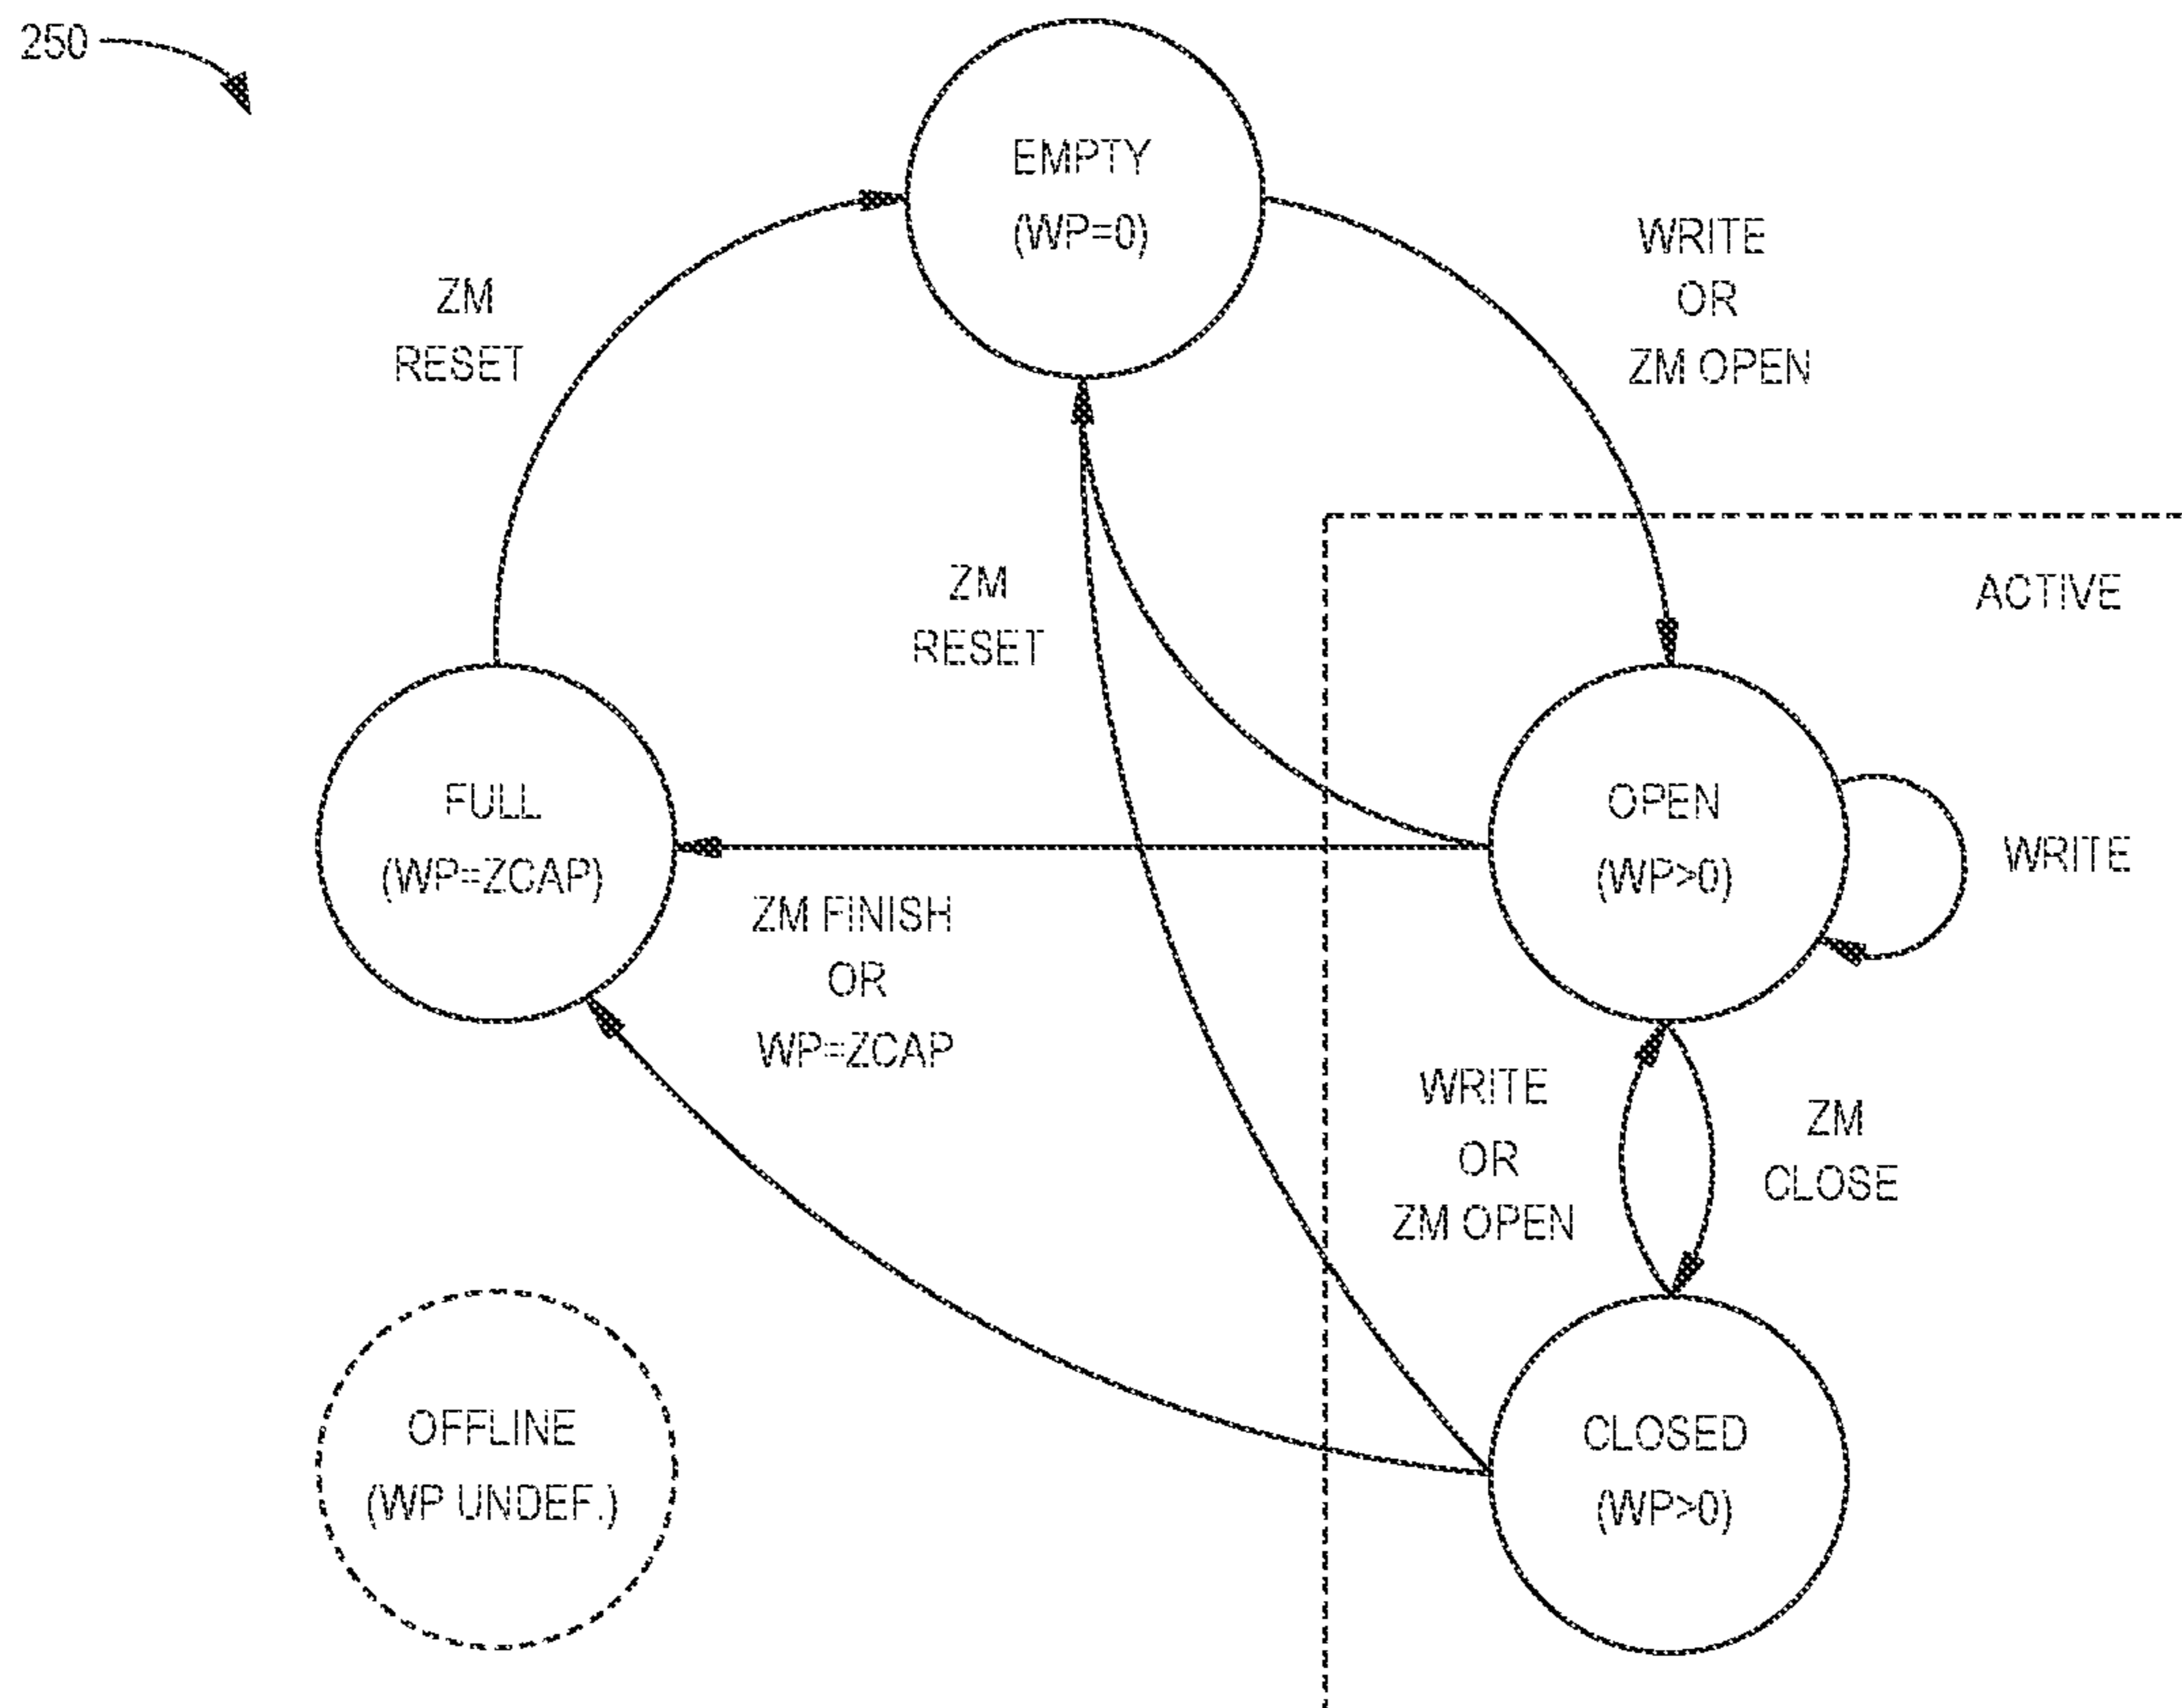 250
EMPTY
(WP=0)
WRITE
OR
ZM OPEN
ZM
RESET
ACTIVE
ZM
RESET
FULL
(WP=ZCAP)
OPEN
(WP>0)
WRITE
ZM FINISH
OR
WP=ZCAP
WRITE
OR
ZM OPEN
ZM
CLOSE
OFFLINE
(WP UNDEF.)
CLOSED
(WP>0)